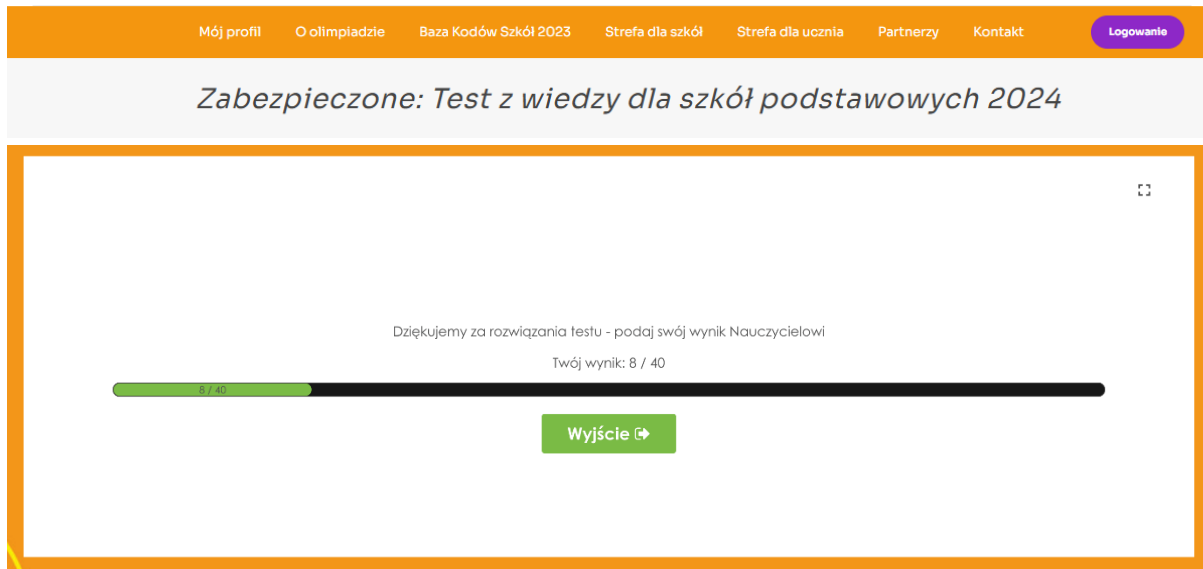 Mój profil O olimpiadzie Baza Kodów Szkół 2023 Strefa dla szkół Strefa dla ucznia Partnerzy Kontakt Logowanie
Zabezpieczone: Test z wiedzy dla szkół podstawowych 2024
Dziękujemy za rozwiązania testu - podaj swój wynik Nauczycielowi
Twój wynik: 8 / 40
8 / 40
Wyjście